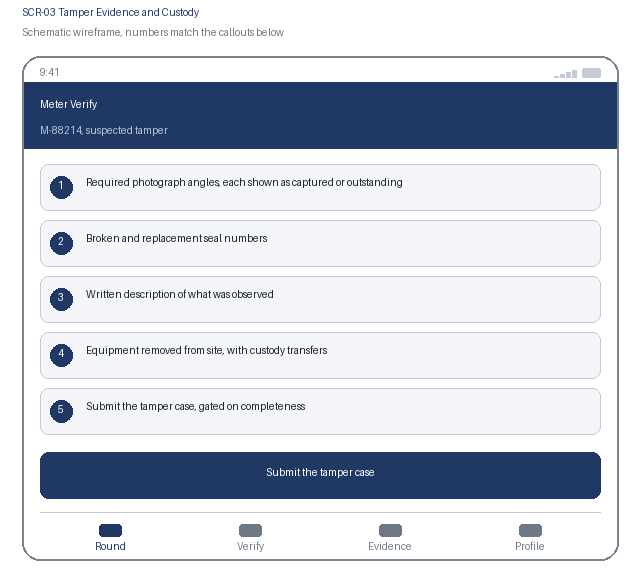 SCR-03 Tamper Evidence and Custody
Schematic wireframe, numbers match the callouts below
9:41
Meter Verify
M-88214, suspected tamper
1 Required photograph angles, each shown as captured or outstanding
2 Broken and replacement seal numbers
3 Written description of what was observed
4 Equipment removed from site, with custody transfers
5 Submit the tamper case, gated on completeness
Submit the tamper case
Round Verify Evidence Profile